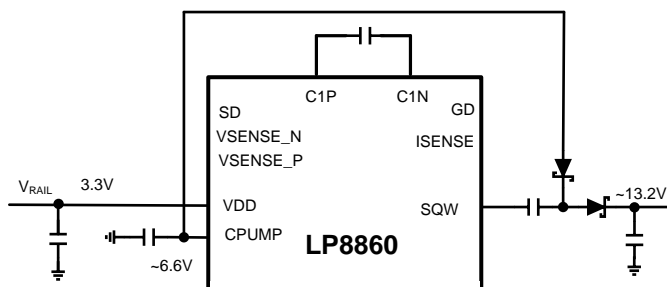 C1P
C1N
SD
GD
VSENSE_N
ISENSE
VSENSE_P
VRAIL
3.3V
~13.2V
VDD
SQW
CPUMP
LP8860
~6.6V